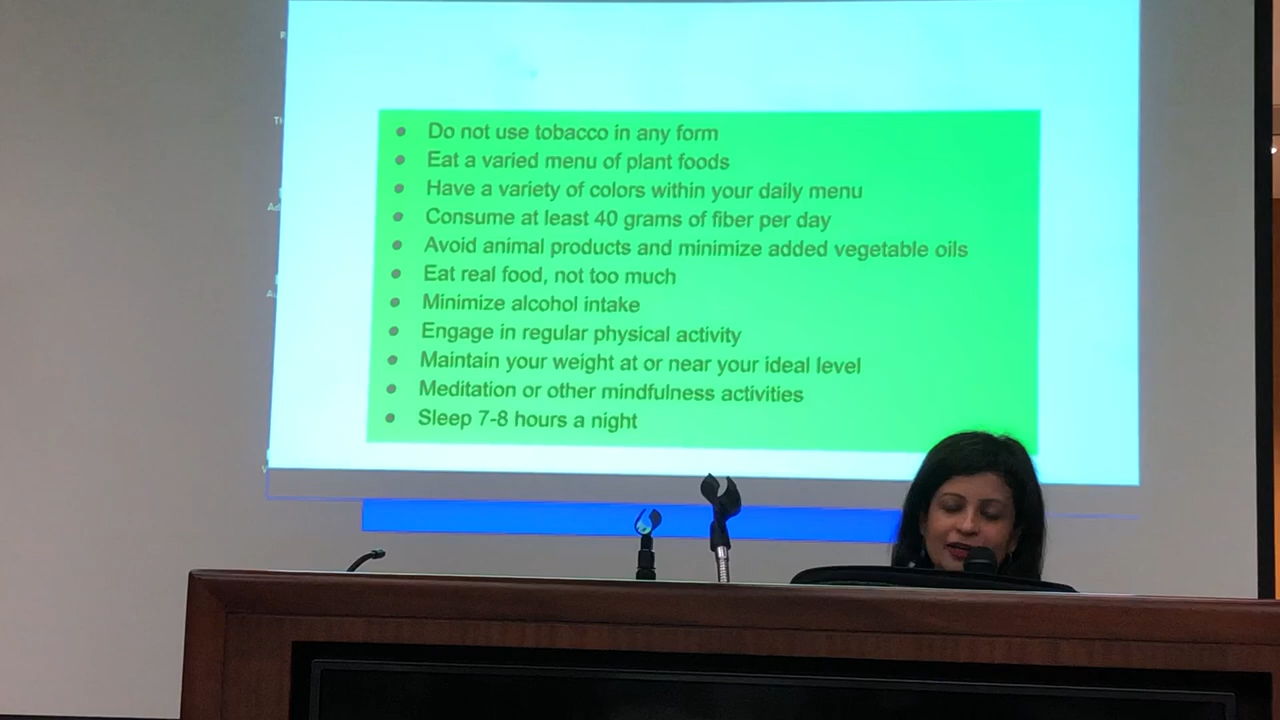 ● Do not use tobacco in any form
● Eat a varied menu of plant foods
● Have a variety of colors within your daily menu
● Consume at least 40 grams of fiber per day
● Avoid animal products and minimize added vegetable oils
● Eat real food, not too much
● Minimize alcohol intake
● Engage in regular physical activity
● Maintain your weight at or near your ideal level
● Meditation or other mindfulness activities
● Sleep 7-8 hours a night